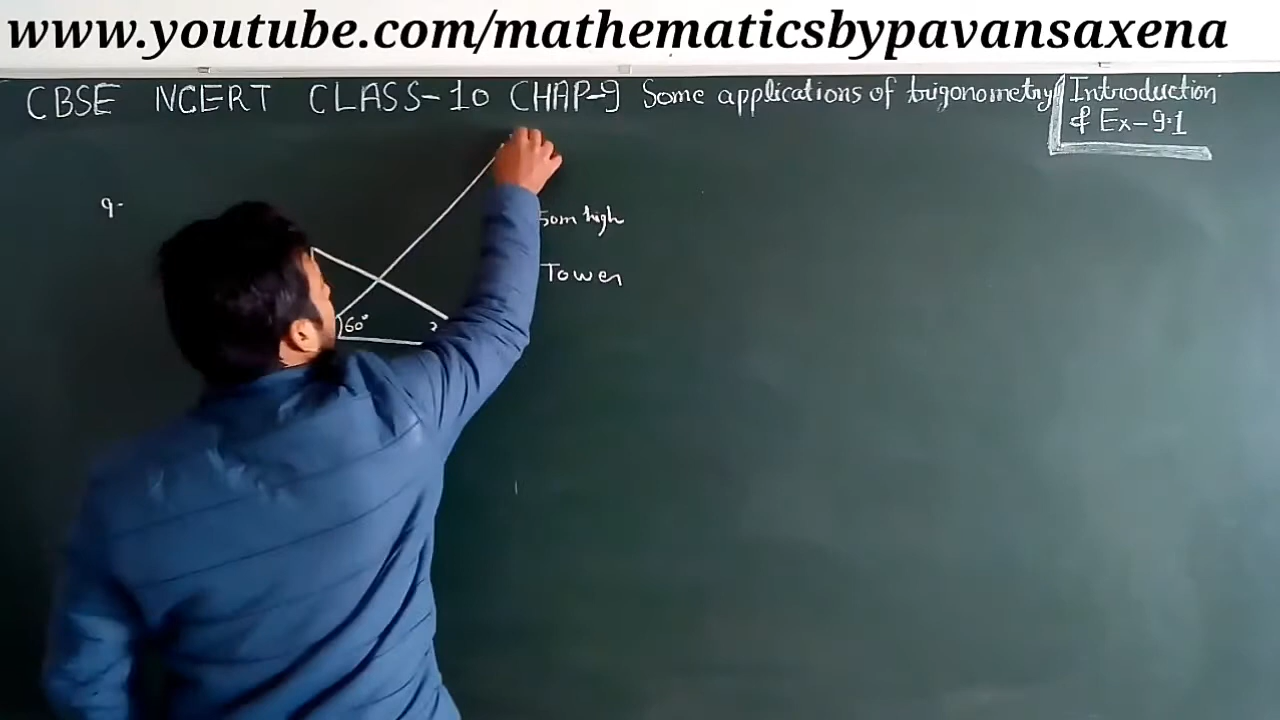 www.youtube.com/mathematicsbypavansaxena
CBSE NCERT CLASS-10 CHAP-9 Some applications of trigonometry
Introduction
& Ex-9.1
9.
50m high
Tower
60°